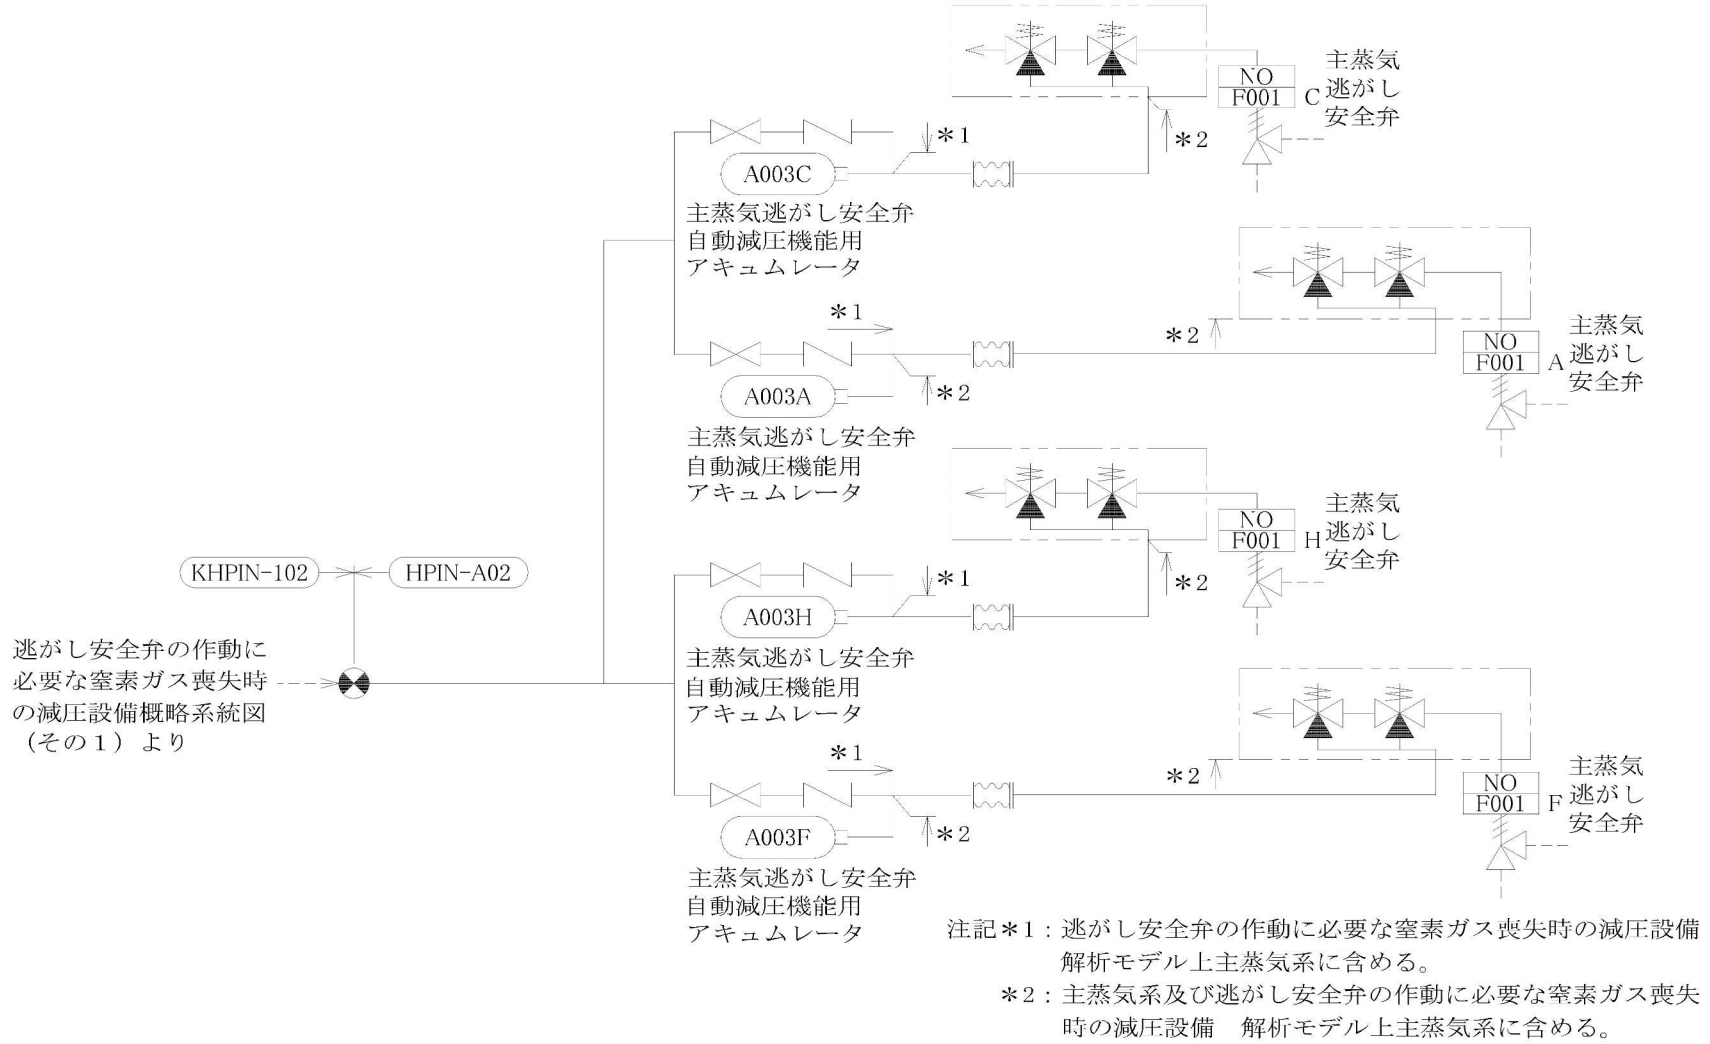 主蒸気
逃がし
安全弁
NO
F001
C
*1
*2
A003C
主蒸気逃がし安全弁
自動減圧機能用
アキュムレータ
*1
*2
主蒸気
逃がし
安全弁
NO
F001
A
A003A
*2
主蒸気逃がし安全弁
自動減圧機能用
アキュムレータ
主蒸気
逃がし
安全弁
NO
F001
H
KHPIN-102
HPIN-A02
*1
*2
A003H
逃がし安全弁の作動に
必要な窒素ガス喪失時
の減圧設備概略系統図
(その1)より
主蒸気逃がし安全弁
自動減圧機能用
アキュムレータ
*1
*2
主蒸気
逃がし
安全弁
NO
F001
F
A003F
*2
主蒸気逃がし安全弁
自動減圧機能用
アキュムレータ
注記*1:逃がし安全弁の作動に必要な窒素ガス喪失時の減圧設備
解析モデル上主蒸気系に含める。
*2:主蒸気系及び逃がし安全弁の作動に必要な窒素ガス喪失
時の減圧設備 解析モデル上主蒸気系に含める。